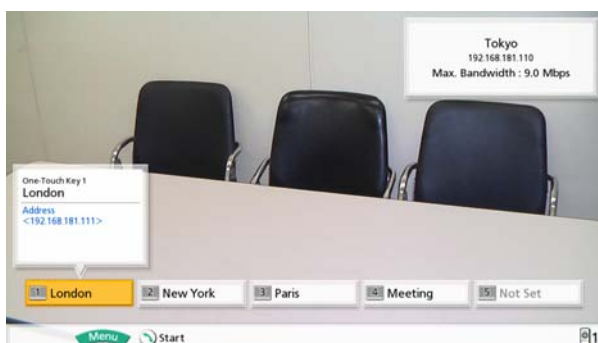 Tokyo
192.168.181.110
Max. Bandwidth : 9.0 Mbps
One-Touch Key 1
London
Address
<192.168.181.111>
1 London
2 New York
3 Paris
4 Meeting
5 Not Set
Menu
Start
1